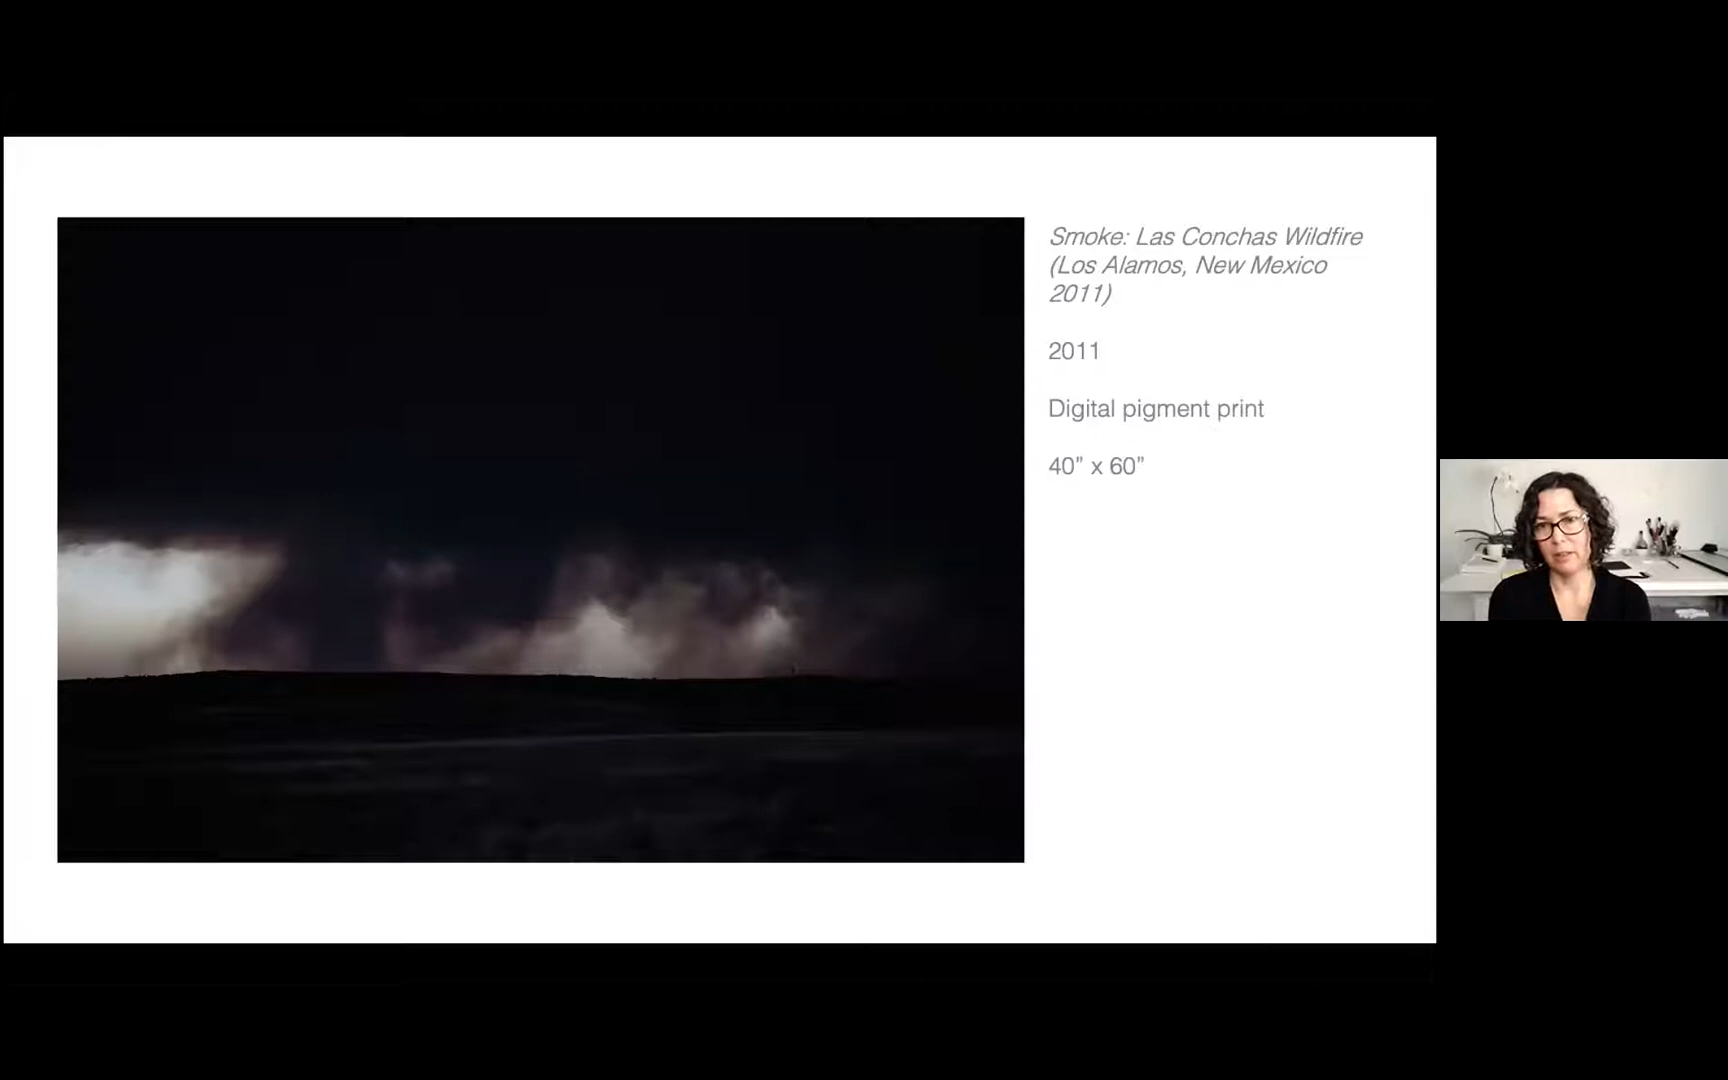 Smoke: Las Conchas Wildfire
(Los Alamos, New Mexico
2011)
2011
Digital pigment print
40” x 60”